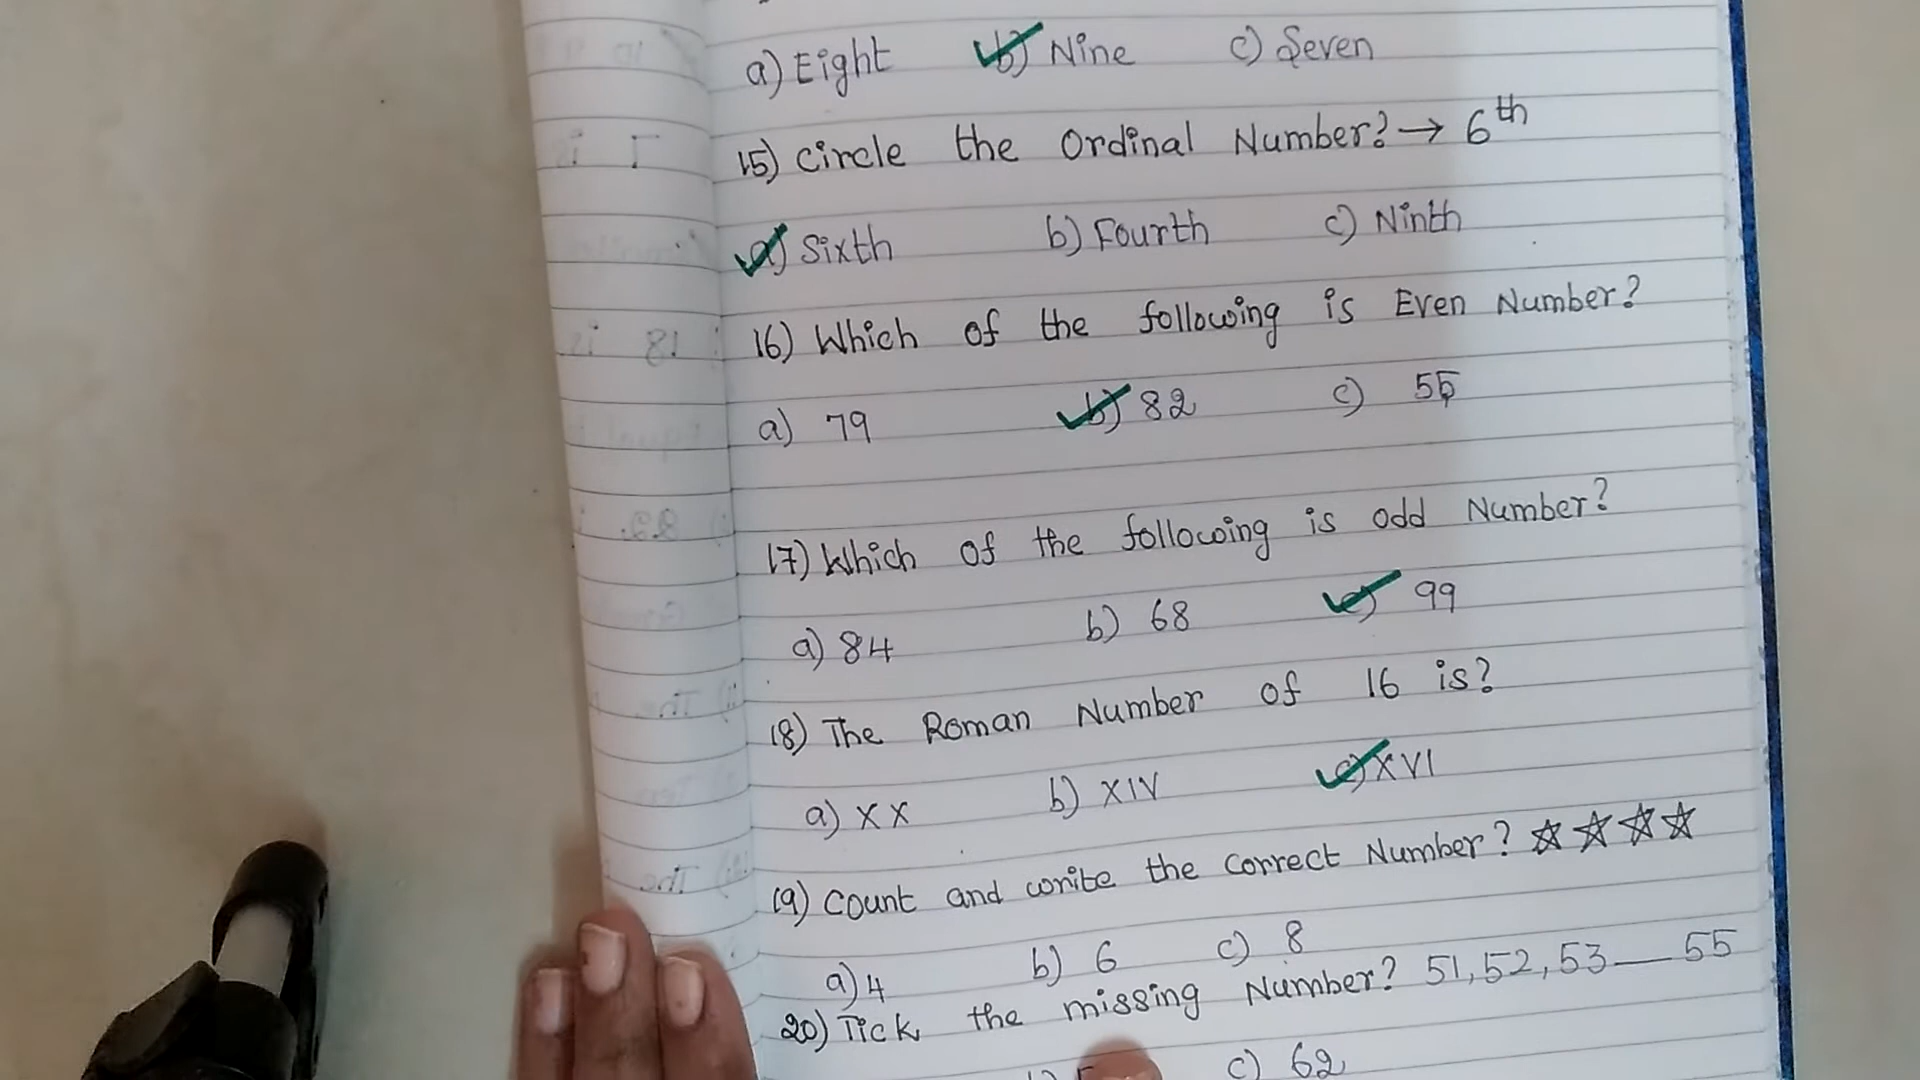 a) Eight b) Nine c) Seven
15) Circle the Ordinal Number? → 6th
a) Sixth b) Fourth c) Ninth
16) Which of the following is Even Number?
a) 79 b) 82 c) 55
17) Which of the following is odd Number?
a) 84 b) 68 c) 99
18) The Roman Number of 16 is?
a) XX b) XIV c) XVI
19) Count and write the correct Number? ☆ ☆ ☆ ☆
a) 4 b) 6 c) 8
20) Tick the missing Number? 51, 52, 53 __ 55
c) 62